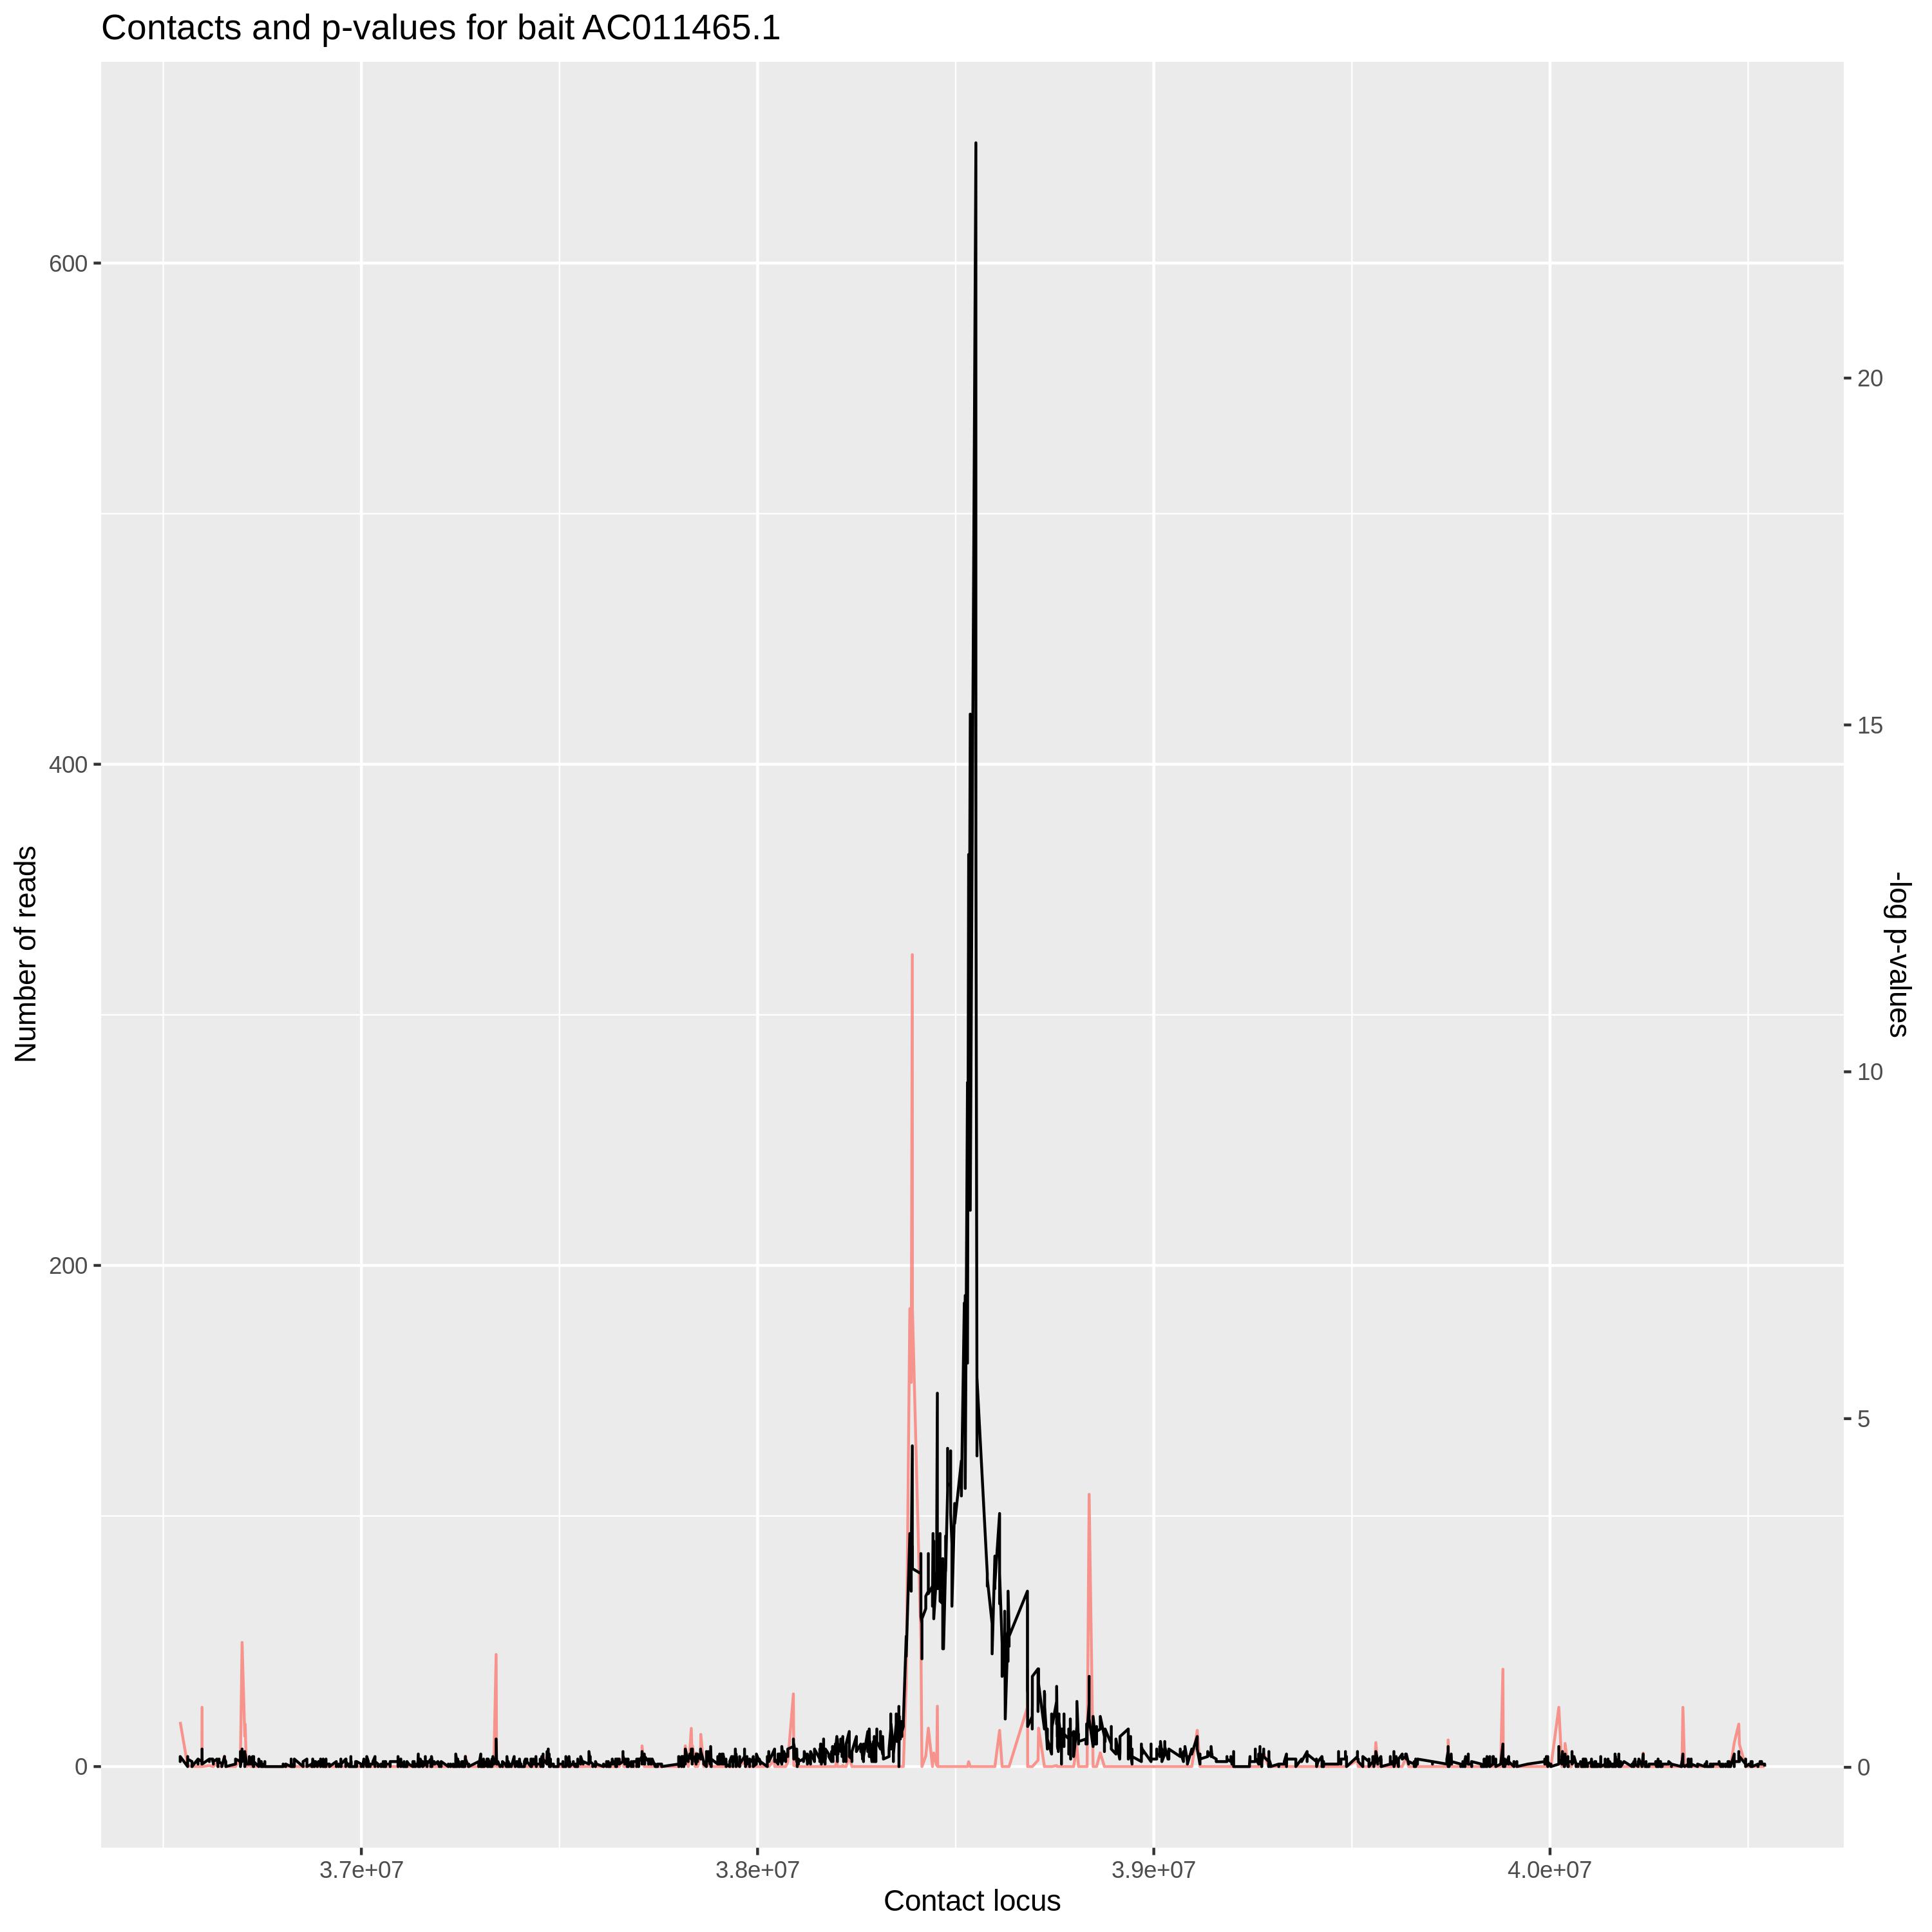 Contacts and p-values for bait AC011465.1
600
400
200
0
20
15
10
5
0
Number of reads
-log p-values
3.7e+07
3.8e+07
3.9e+07
4.0e+07
Contact locus